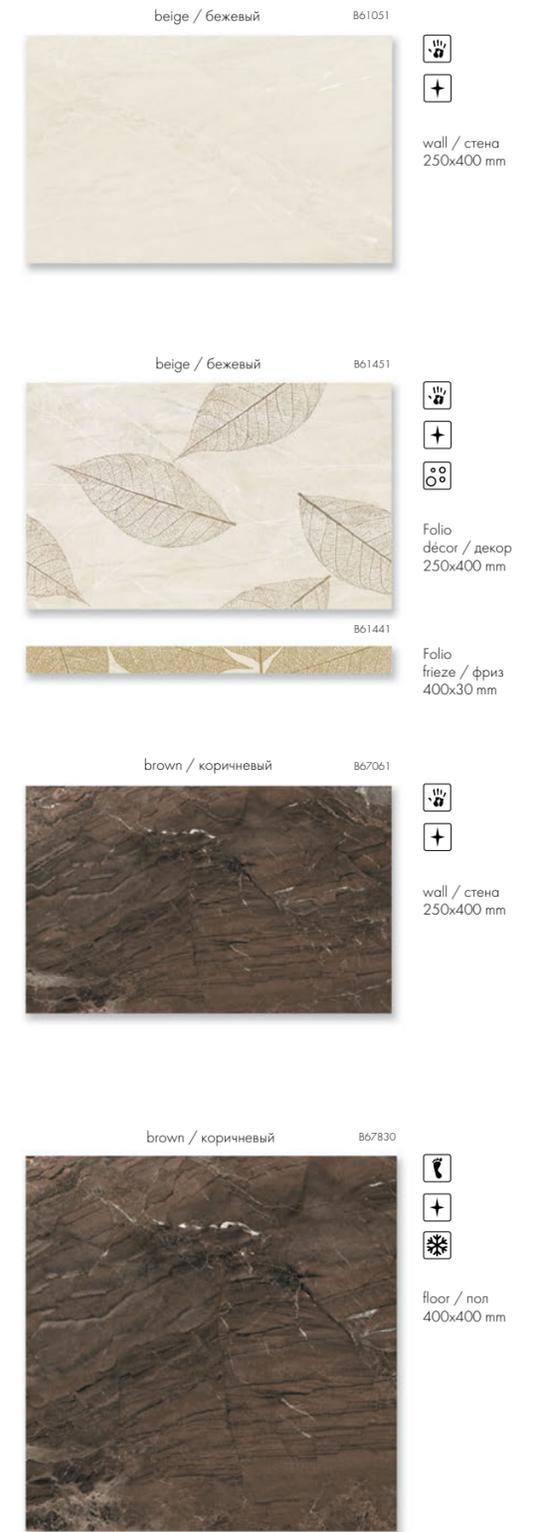 beige / бежевый B61051
wall / стена
250x400 mm
beige / бежевый B61451
Folio
décor / декор
250x400 mm
B61441
Folio
frieze / фриз
400x30 mm
brown / коричневый B67061
wall / стена
250x400 mm
brown / коричневый B67830
floor / пол
400x400 mm